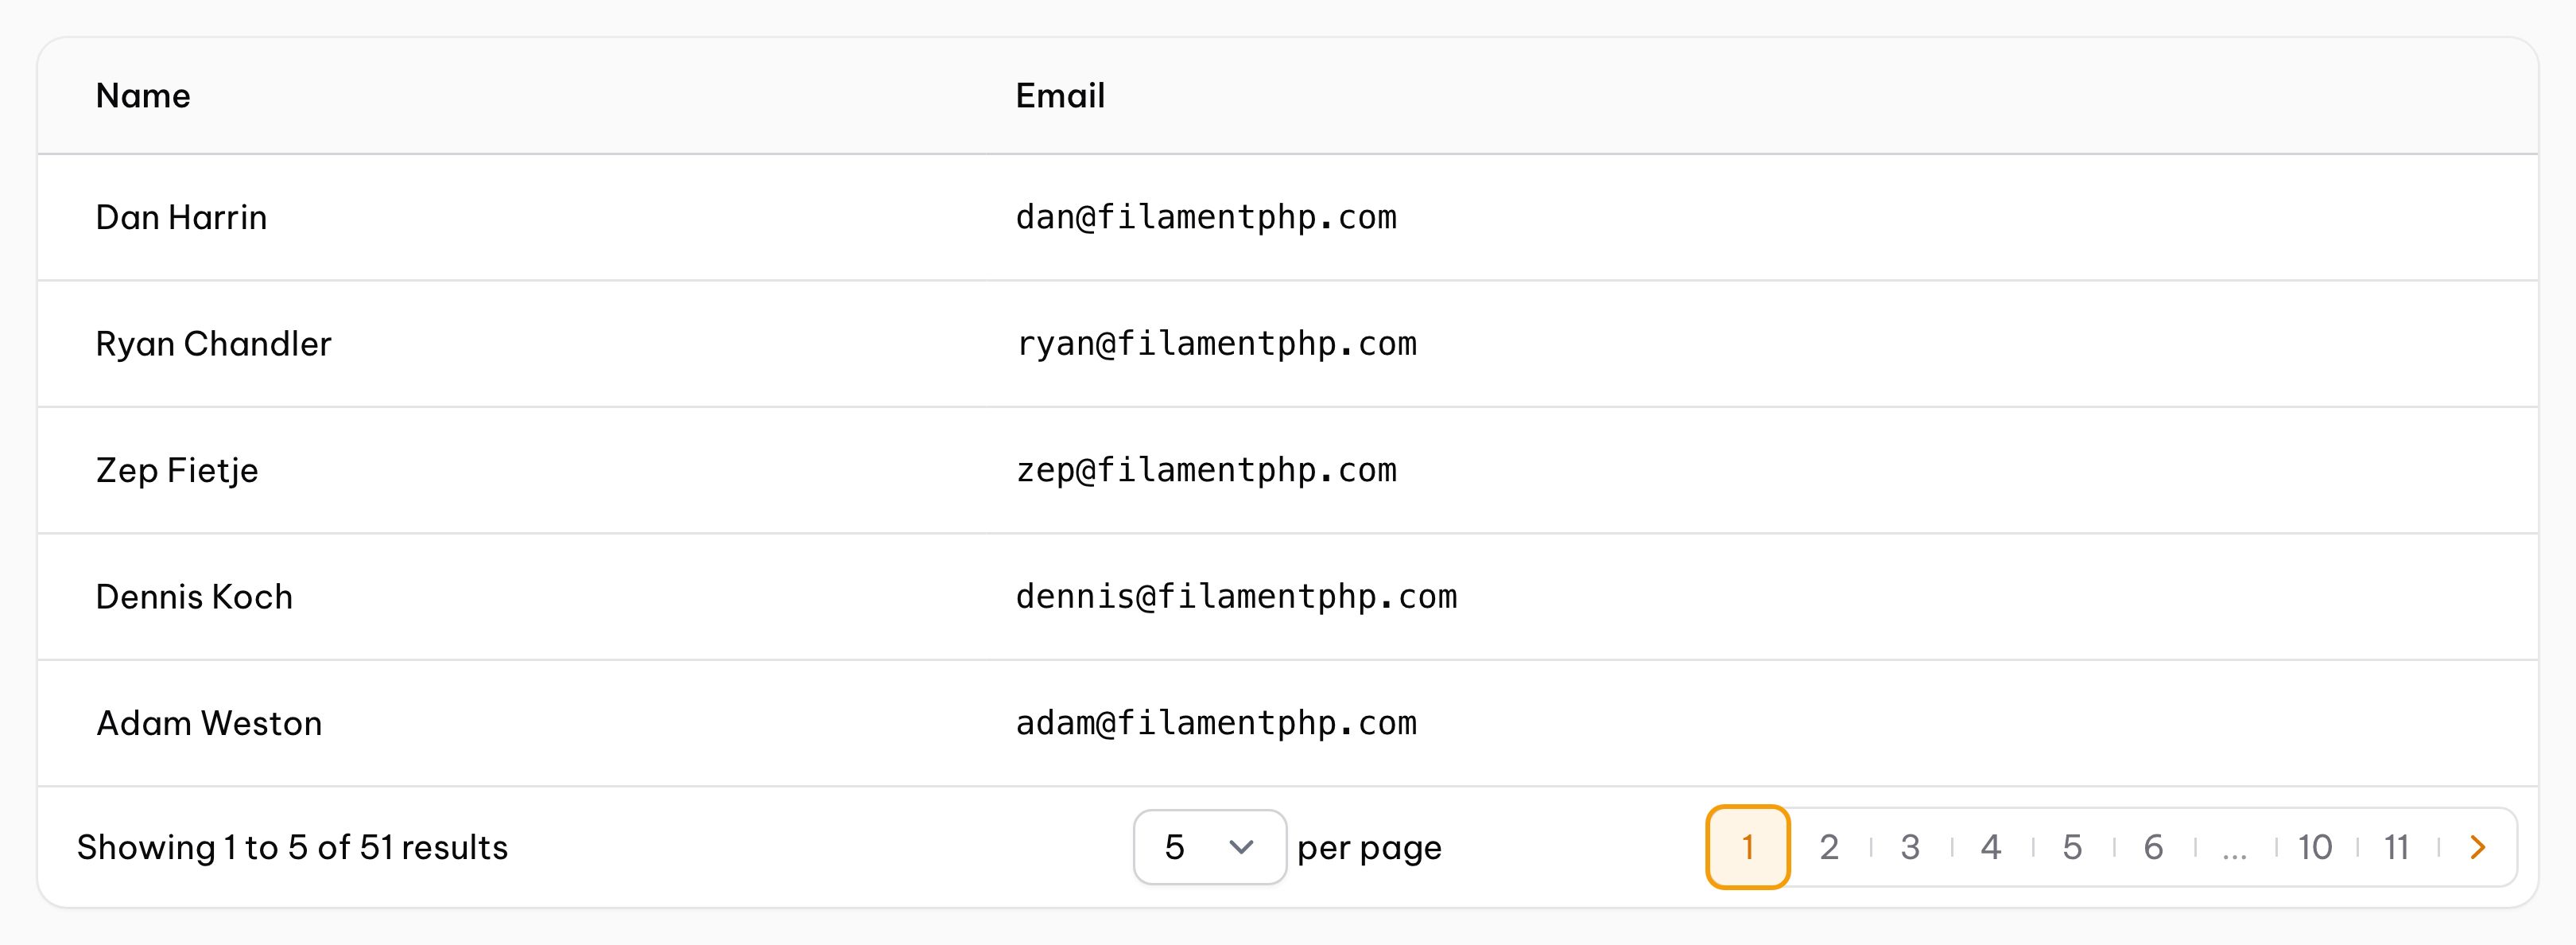 Name Email
Dan Harrin dan@filamentphp.com
Ryan Chandler ryan@filamentphp.com
Zep Fietje zep@filamentphp.com
Dennis Koch dennis@filamentphp.com
Adam Weston adam@filamentphp.com
Showing 1 to 5 of 51 results 5 per page 1 2 3 4 5 6 ... 10 11